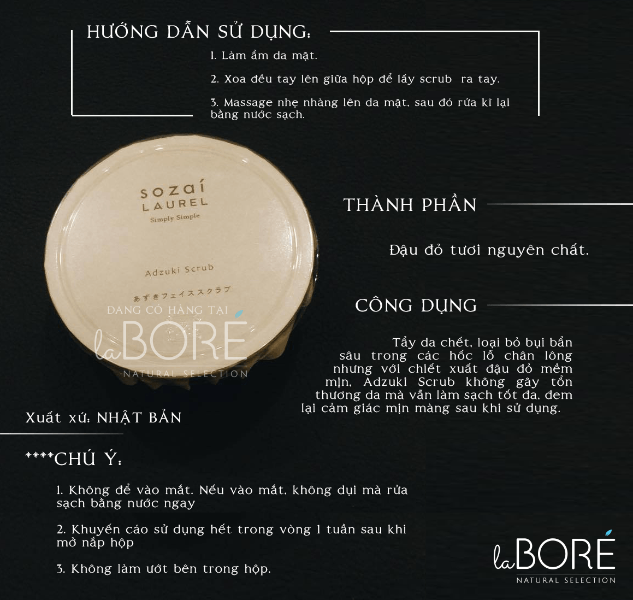 HƯỚNG DẪN SỬ DỤNG:
1. Làm ẩm da mặt.
2. Xoa đều tay lên giữa hộp để lấy scrub ra tay.
3. Massage nhẹ nhàng lên da mặt, sau đó rửa kĩ lại
bằng nước sạch.
sozaí
LAUREL
Simply Simple
Adzuki Scrub
あずきフェイススクラブ
ĐANG CÓ HÀNG TẠI
laBORÉ
NATURAL SELECTION
THÀNH PHẦN
Đậu đỏ tươi nguyên chất.
CÔNG DỤNG
Tẩy da chết, loại bỏ bụi bẩn
sâu trong các hốc lỗ chân lông
nhưng với chiết xuất đậu đỏ mềm
mịn, Adzuki Scrub không gây tổn
thương da mà vẫn làm sạch tốt da, đem
lại cảm giác mịn màng sau khi sử dụng.
Xuất xứ: NHẬT BẢN
****CHÚ Ý:
1. Không để vào mắt. Nếu vào mắt, không dụi mà rửa
sạch bằng nước ngay
2. Khuyến cáo sử dụng hết trong vòng 1 tuần sau khi
mở nắp hộp
3. Không làm ướt bên trong hộp.
laBORÉ
NATURAL SELECTION